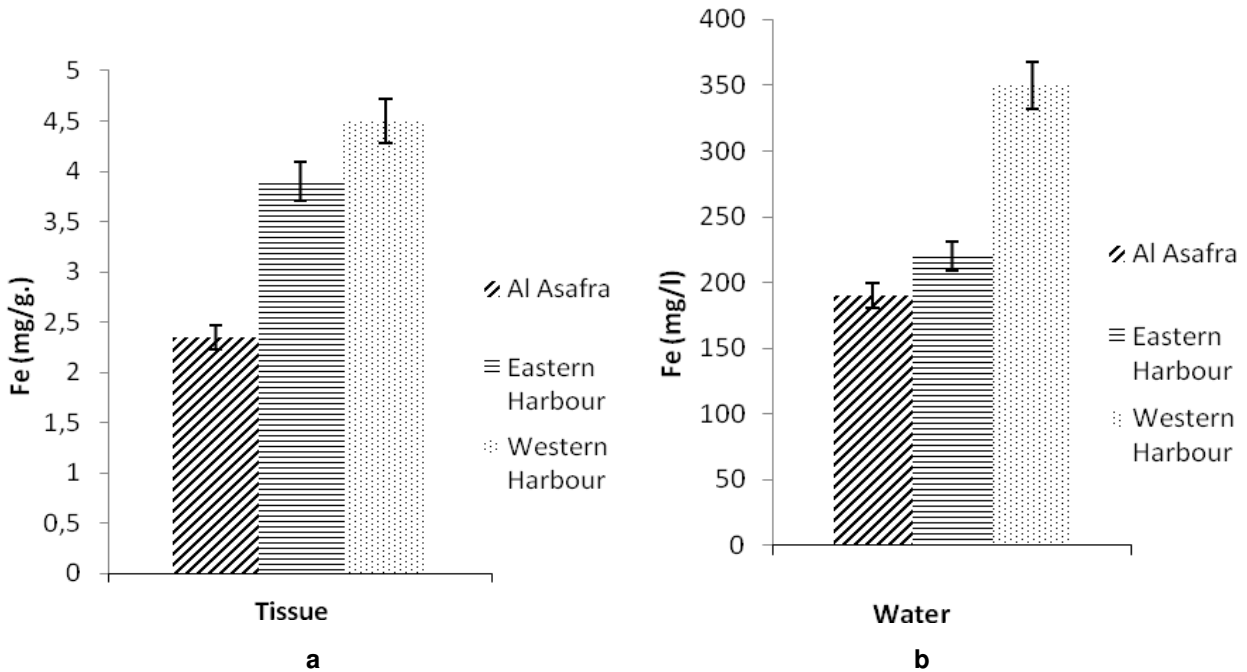 5
4,5
4
3,5
3
2,5
2
1,5
1
0,5
0
Fe (mg/g.)
Tissue
Al Asafra
Eastern
Harbour
Western
Harbour
a
400
350
300
250
200
150
100
50
0
Fe (mg/l)
Water
Al Asafra
Eastern
Harbour
Western
Harbour
b